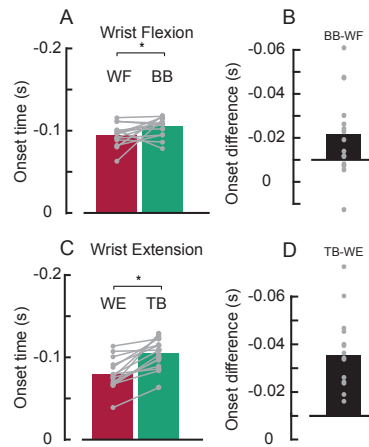 A Wrist Flexion
*
WF BB
Onset time (s)
-0.2
-0.1
0
B
BB-WF
Onset difference (s)
-0.06
-0.04
-0.02
0
C Wrist Extension
*
WE TB
Onset time (s)
-0.2
-0.1
0
D
TB-WE
Onset difference (s)
-0.06
-0.04
-0.02
0